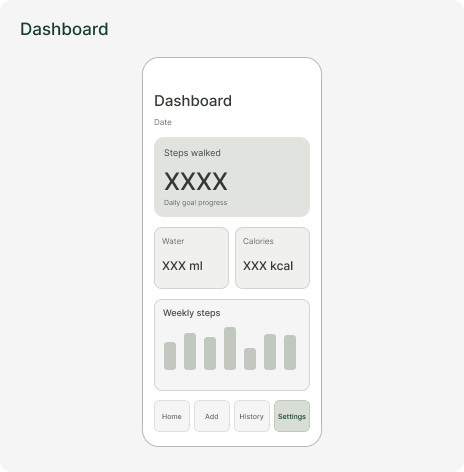 Dashboard
Dashboard
Date
Steps walked
XXXX
Daily goal progress
Water
Calories
XXX ml
XXX kcal
Weekly steps
Home
Add
History
Settings